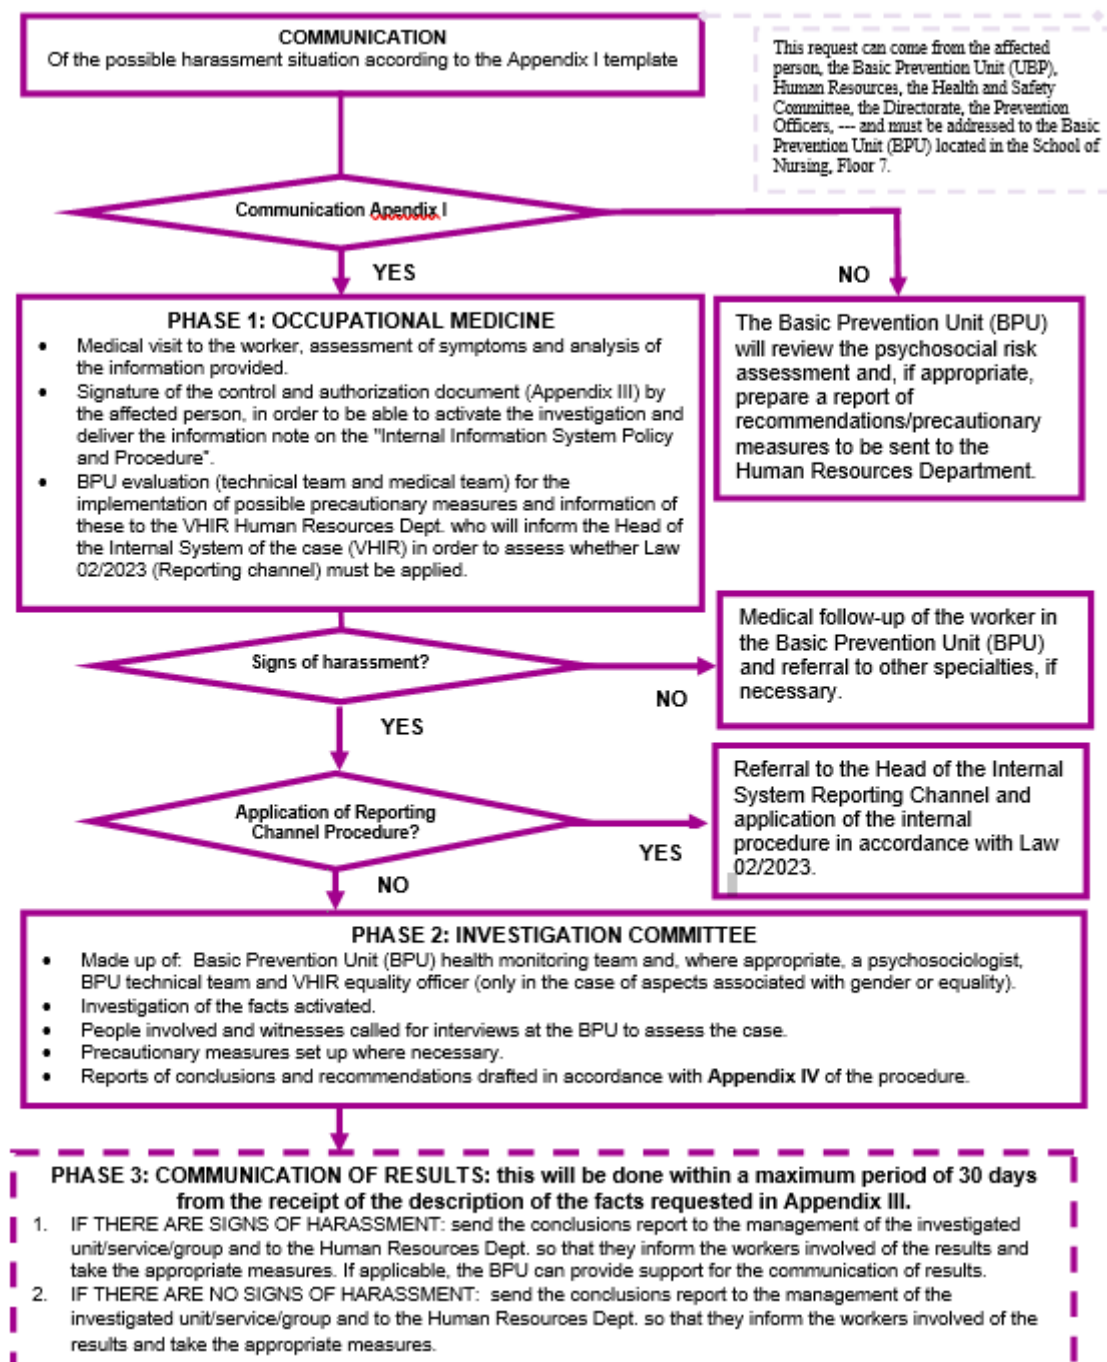 COMMUNICATION
Of the possible harassment situation according to the Appendix I template
This request can come from the affected
person, the Basic Prevention Unit (UBP),
Human Resources, the Health and Safety
Committee, the Directorate, the Prevention
Officers, --- and must be addressed to the Basic
Prevention Unit (BPU) located in the School of
Nursing, Floor 7.
Communication Apendix I
YES
NO
PHASE 1: OCCUPATIONAL MEDICINE
• Medical visit to the worker, assessment of symptoms and analysis of
the information provided.
• Signature of the control and authorization document (Appendix III) by
the affected person, in order to be able to activate the investigation and
deliver the information note on the "Internal Information System Policy
and Procedure".
• BPU evaluation (technical team and medical team) for the
implementation of possible precautionary measures and information of
these to the VHIR Human Resources Dept. who will inform the Head of
the Internal System of the case (VHIR) in order to assess whether Law
02/2023 (Reporting channel) must be applied.
The Basic Prevention Unit (BPU)
will review the psychosocial risk
assessment and, if appropriate,
prepare a report of
recommendations/precautionary
measures to be sent to the
Human Resources Department.
Signs of harassment?
NO
YES
Medical follow-up of the worker in
the Basic Prevention Unit (BPU)
and referral to other specialties, if
necessary.
Application of Reporting
Channel Procedure?
YES
NO
Referral to the Head of the Internal
System Reporting Channel and
application of the internal
procedure in accordance with Law
02/2023.
PHASE 2: INVESTIGATION COMMITTEE
• Made up of: Basic Prevention Unit (BPU) health monitoring team and, where appropriate, a psychosociologist,
BPU technical team and VHIR equality officer (only in the case of aspects associated with gender or equality).
• Investigation of the facts activated.
• People involved and witnesses called for interviews at the BPU to assess the case.
• Precautionary measures set up where necessary.
• Reports of conclusions and recommendations drafted in accordance with Appendix IV of the procedure.
PHASE 3: COMMUNICATION OF RESULTS: this will be done within a maximum period of 30 days
from the receipt of the description of the facts requested in Appendix III.
1. IF THERE ARE SIGNS OF HARASSMENT: send the conclusions report to the management of the investigated
unit/service/group and to the Human Resources Dept. so that they inform the workers involved of the results and
take the appropriate measures. If applicable, the BPU can provide support for the communication of results.
2. IF THERE ARE NO SIGNS OF HARASSMENT: send the conclusions report to the management of the
investigated unit/service/group and to the Human Resources Dept. so that they inform the workers involved of the
results and take the appropriate measures.